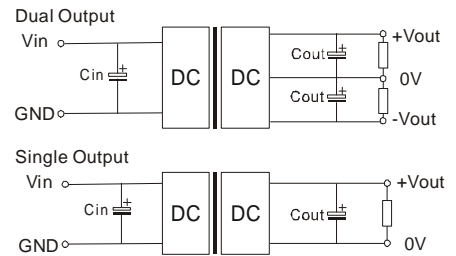 Dual Output
Vin
+Vout
Cout
+
Cin
+
DC
DC
0V
Cout
+
GND
-Vout
Single Output
Vin
+Vout
Cin
+
DC
DC
Cout
+
GND
0V